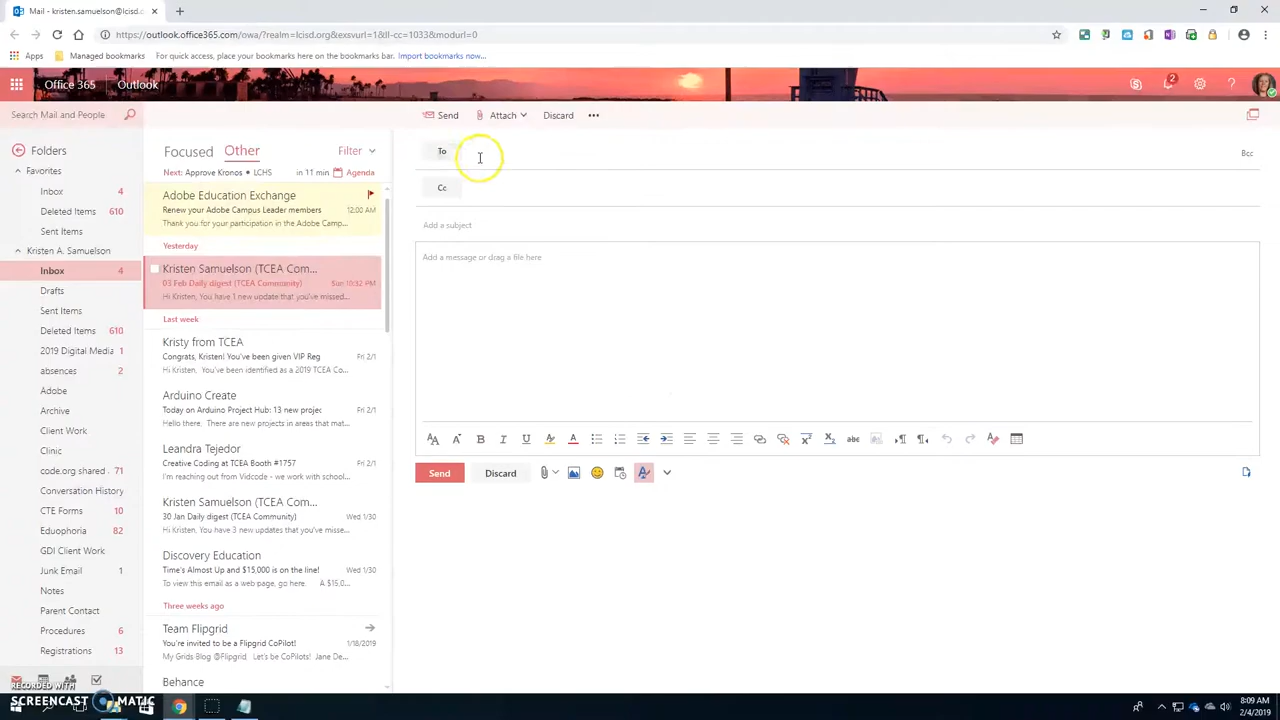 Mail - kristen.samuelson@lcisd.o
https://outlook.office365.com/owa/?realm=lcisd.org&exsvurl=1&ll-cc=1033&modurl=0
Apps Managed bookmarks For quick access, place your bookmarks here on the bookmarks bar. Import bookmarks now...
Office 365 Outlook 2 ?
Search Mail and People
Folders
Favorites
Inbox 4
Deleted Items 610
Sent Items
Kristen A. Samuelson
Inbox 4
Drafts
Sent Items
Deleted Items 610
2019 Digital Media 1
absences 2
Adobe
Archive
Client Work
Clinic
code.org shared 71
Conversation History
CTE Forms 10
Eduophoria 82
GDI Client Work
Junk Email 1
Notes
Parent Contact
Procedures 6
Registrations 13
Focused Other Filter
Next: Approve Kronos • LCHS in 11 min Agenda
Adobe Education Exchange
Renew your Adobe Campus Leader members 12:00 AM
Thank you for your participation in the Adobe Camp...
Yesterday
Kristen Samuelson (TCEA Com...
03 Feb Daily digest (TCEA Community) Sun 10:32 PM
Hi Kristen, You have 1 new update that you've missed...
Last week
Kristy from TCEA
Congrats, Kristen! You've been given VIP Reg Fri 2/1
Hi Kristen, You've been identified as a 2019 TCEA Co...
Arduino Create
Today on Arduino Project Hub: 13 new projec Fri 2/1
Hello there, There are new projects in areas that mat...
Leandra Tejedor
Creative Coding at TCEA Booth #1757 Fri 2/1
I'm reaching out from Vidcode - we work with school...
Kristen Samuelson (TCEA Com...
30 Jan Daily digest (TCEA Community) Wed 1/30
Hi Kristen, You have 3 new updates that you've misse...
Discovery Education
Time's Almost Up and $15,000 is on the line! Wed 1/30
To view this email as a web page, go here. A $15,0...
Three weeks ago
Team Flipgrid
You're invited to be a Flipgrid CoPilot! 1/18/2019
My Grids Blog @Flipgrid Let's be CoPilots! Jane De...
Behance
Send Attach Discard •••
To Bcc
Cc
Add a subject
Add a message or drag a file here
Send Discard
RECORDED WITH
SCREENCAST MATIC
8:09 AM
2/4/2019